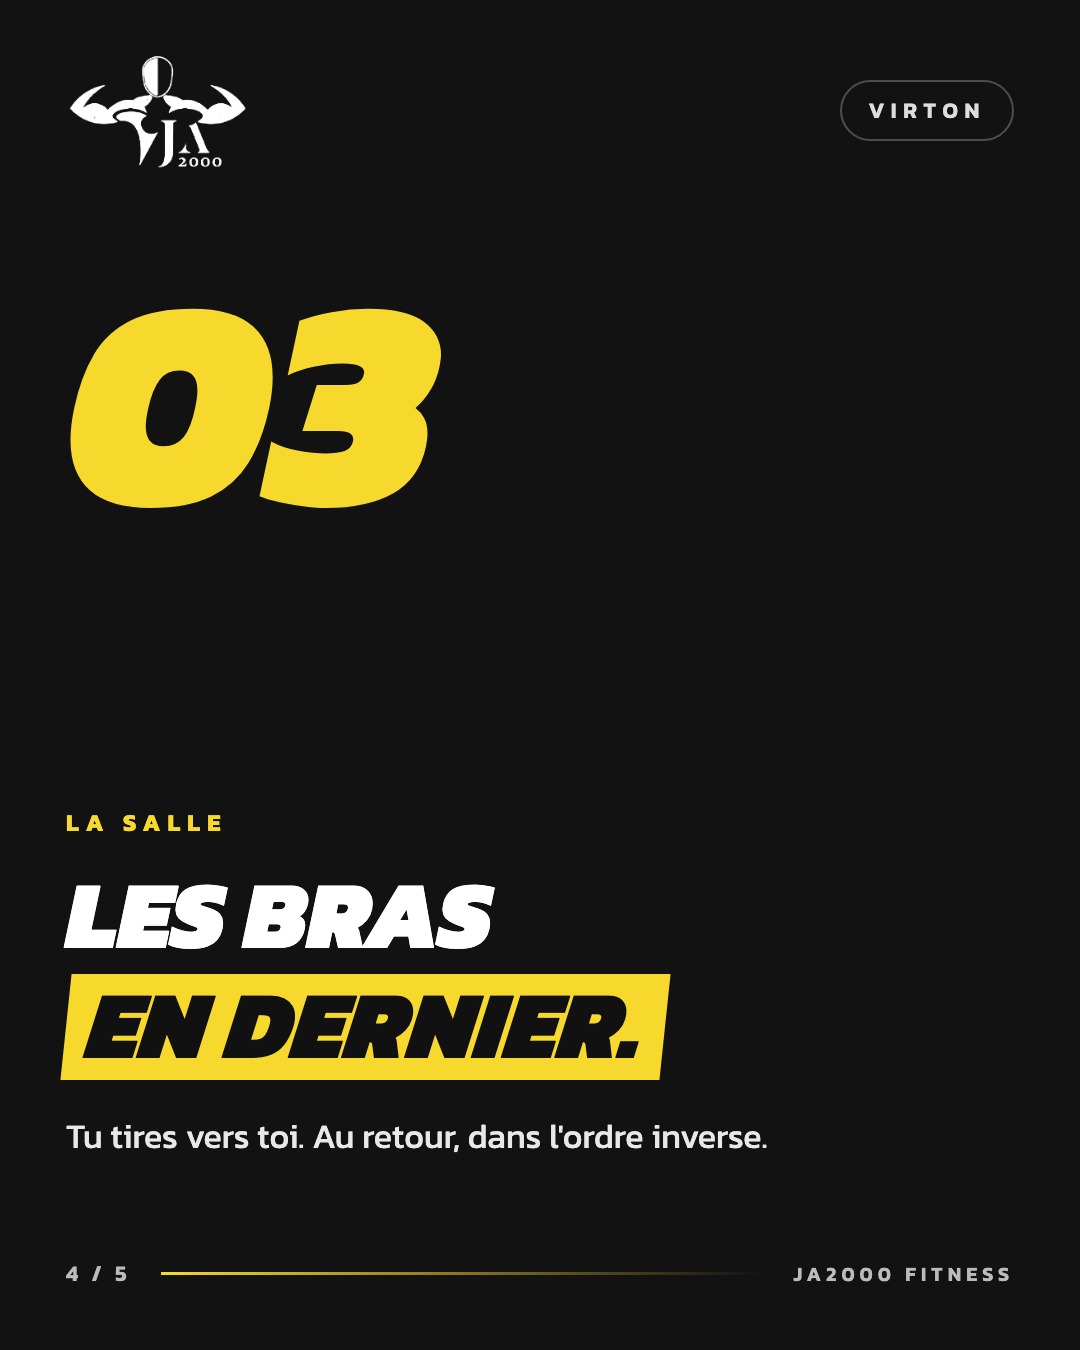 JA
2000
VIRTON
03
LA SALLE
LES BRAS
EN DERNIER.
Tu tires vers toi. Au retour, dans l'ordre inverse.
4 / 5
JA2000 FITNESS